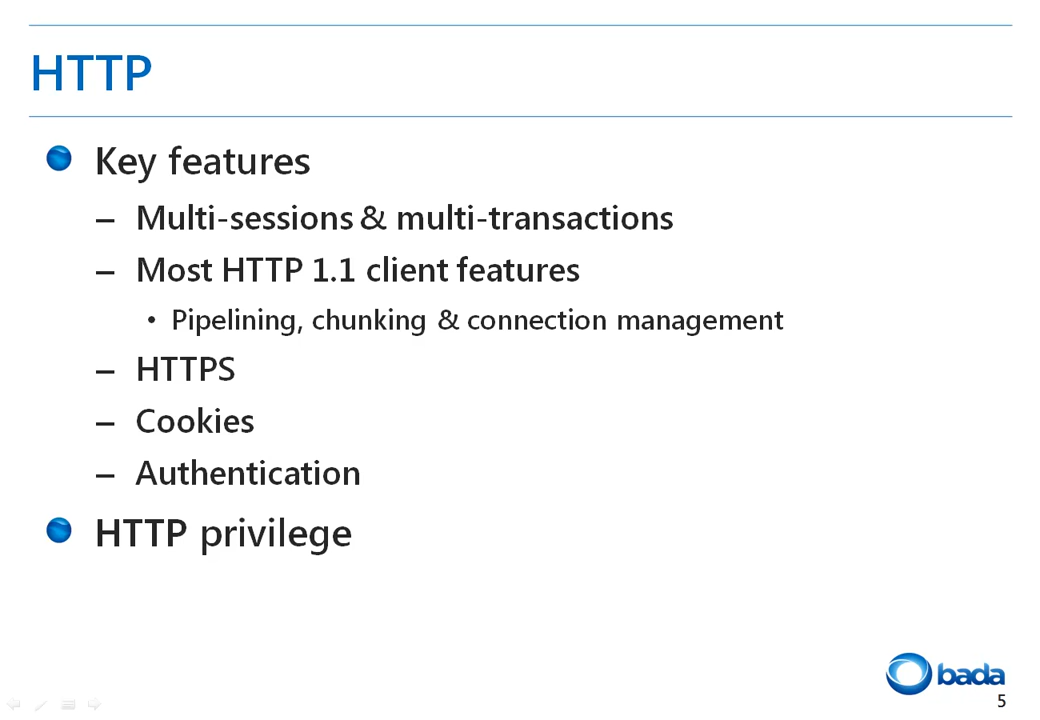 HTTP
Key features
– Multi-sessions & multi-transactions
– Most HTTP 1.1 client features
• Pipelining, chunking & connection management
– HTTPS
– Cookies
– Authentication
HTTP privilege
bada
5